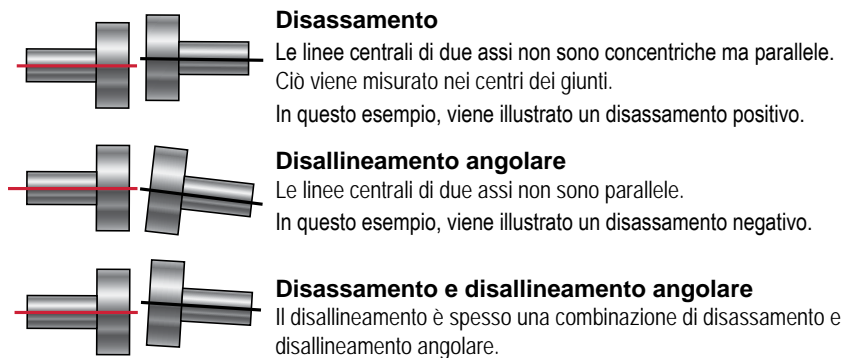 Disassamento
Le linee centrali di due assi non sono concentriche ma parallele.
Ciò viene misurato nei centri dei giunti.
In questo esempio, viene illustrato un disassamento positivo.
Disallineamento angolare
Le linee centrali di due assi non sono parallele.
In questo esempio, viene illustrato un disassamento negativo.
Disassamento e disallineamento angolare
Il disallineamento è spesso una combinazione di disassamento e
disallineamento angolare.